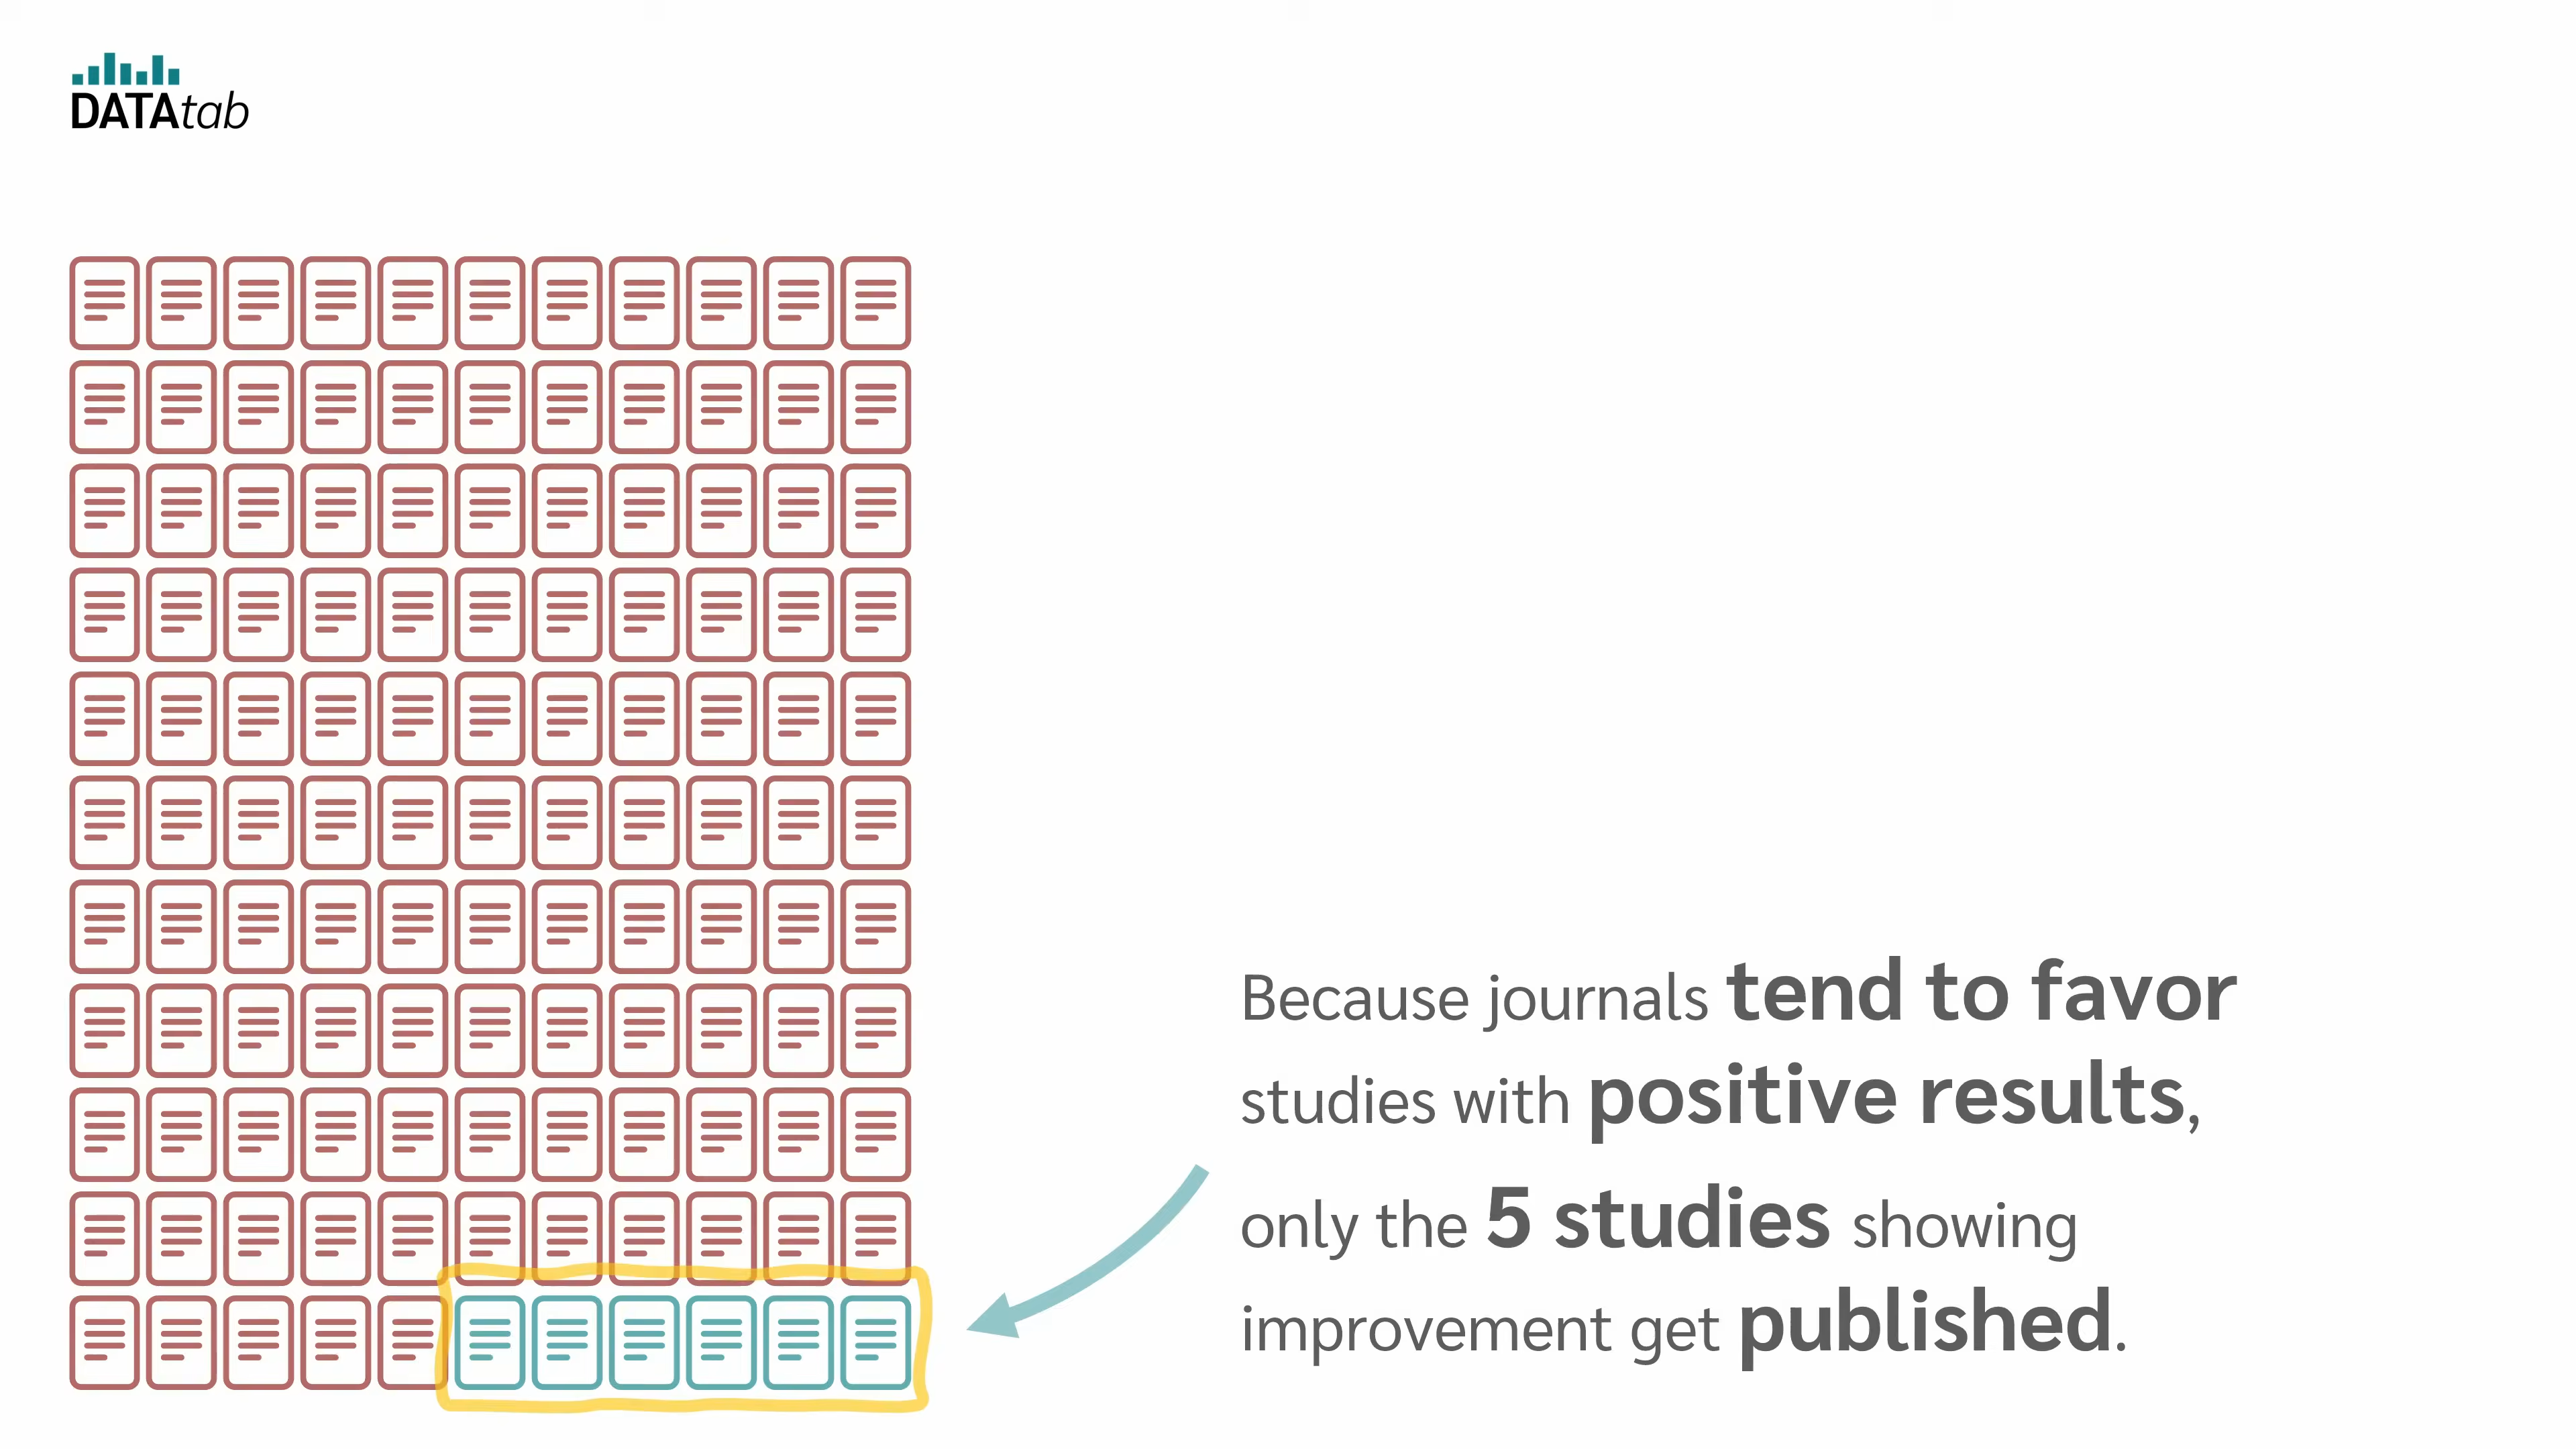 DATAtab
Because journals tend to favor
studies with positive results,
only the 5 studies showing
improvement get published.